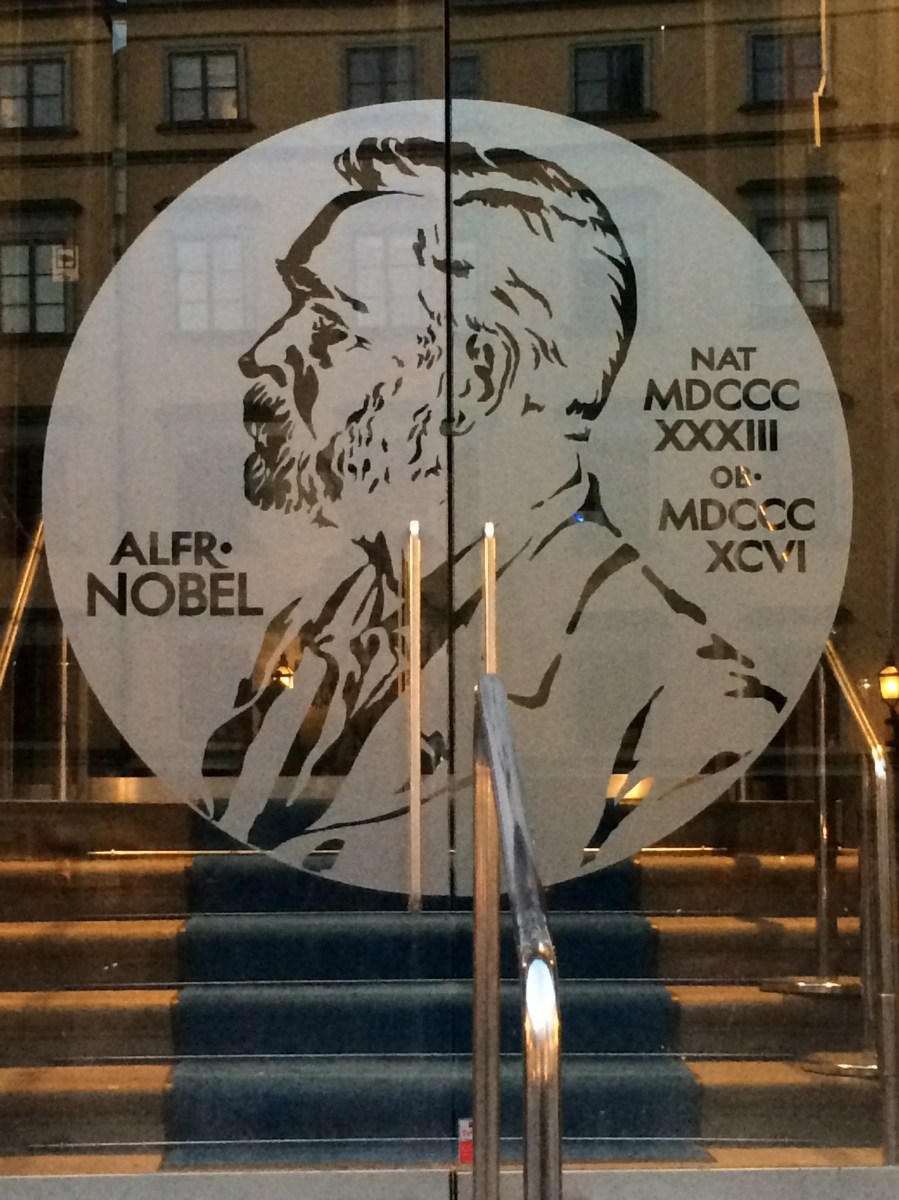 ALFR•
NOBEL
NAT
MDCCC
XXXIII
OB•
MDCCC
XCVI